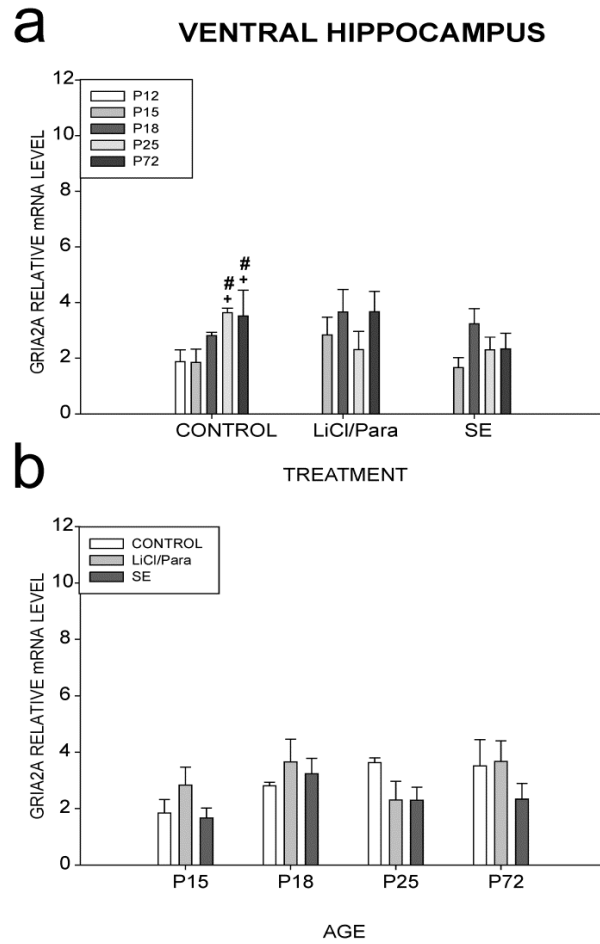 a
VENTRAL HIPPOCAMPUS
GRIA2A RELATIVE mRNA LEVEL
12
10
8
6
4
2
0
P12
P15
P18
P25
P72
#
+
#
+
CONTROL
LiCl/Para
SE
TREATMENT
b
GRIA2A RELATIVE mRNA LEVEL
12
10
8
6
4
2
0
CONTROL
LiCl/Para
SE
P15
P18
P25
P72
AGE